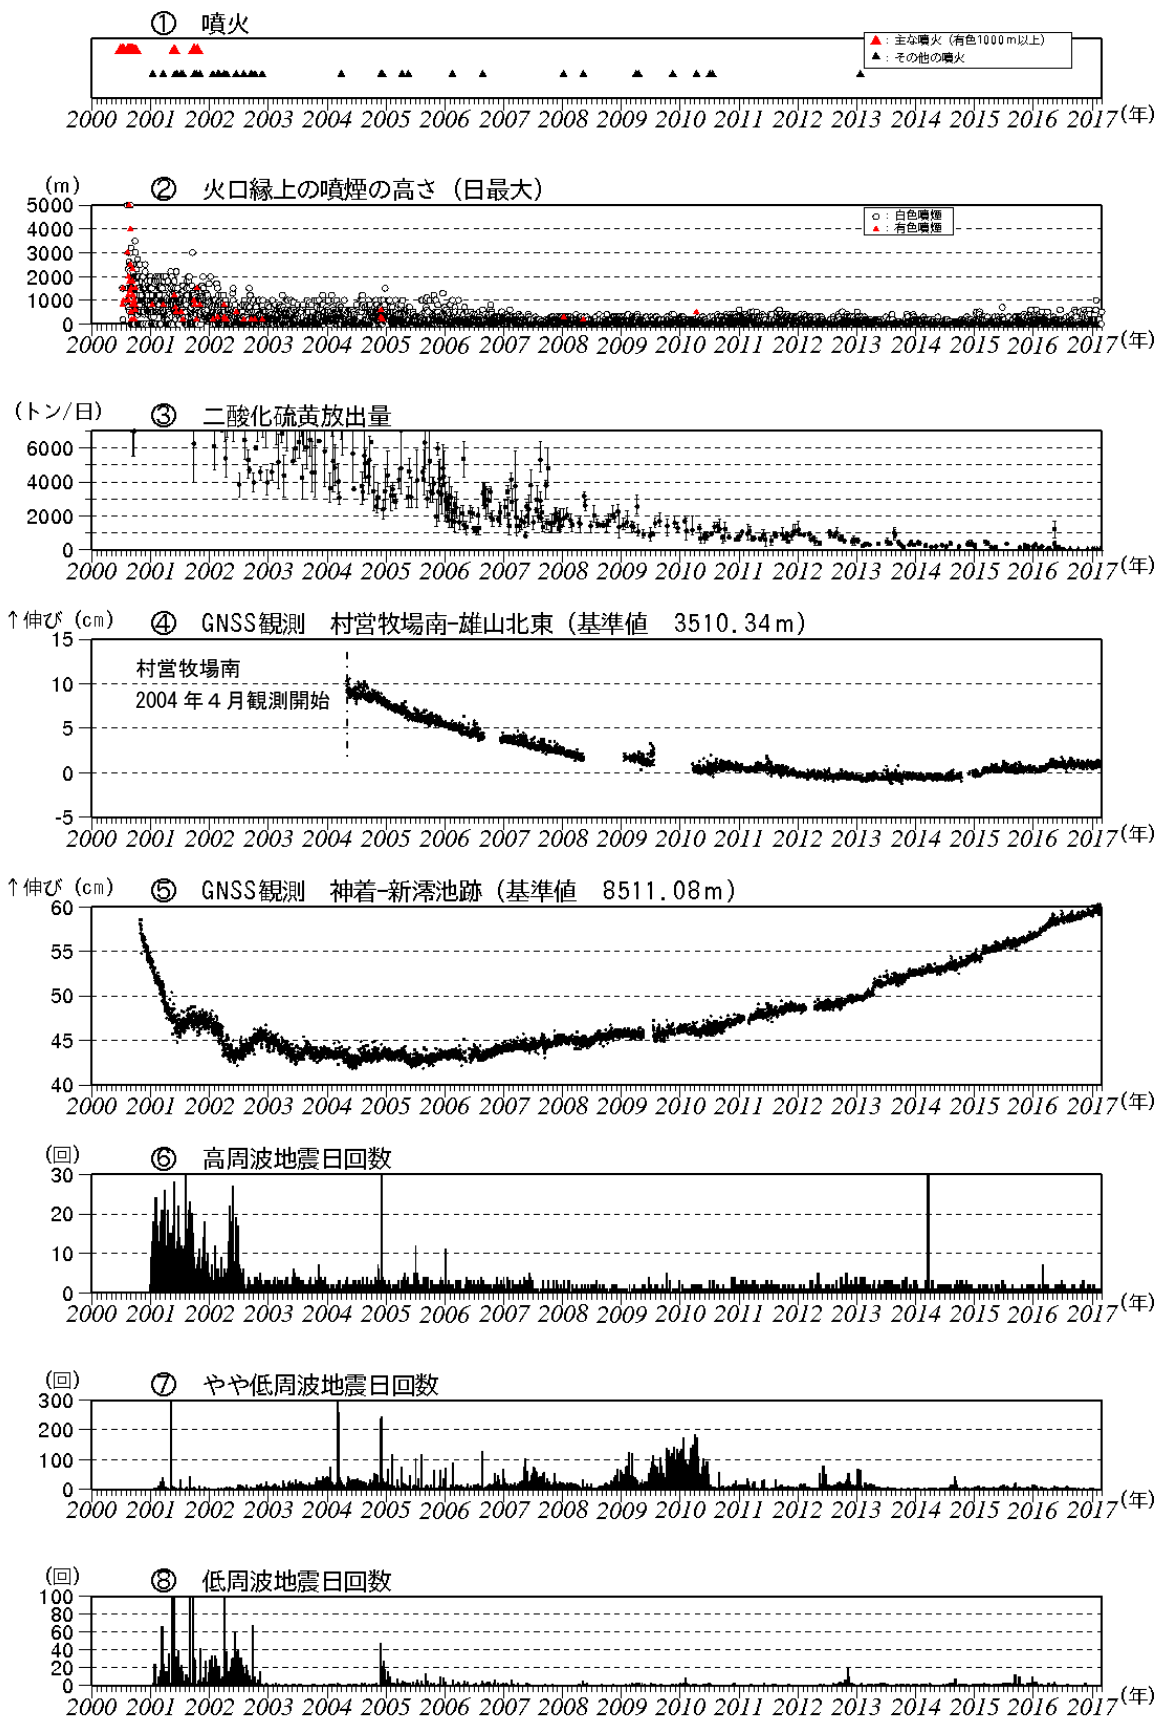 ① 噴火
▲：主な噴火（有色1000m以上）
▲：その他の噴火
2000 2001 2002 2003 2004 2005 2006 2007 2008 2009 2010 2011 2012 2013 2014 2015 2016 2017(年)
(m) ② 火口縁上の噴煙の高さ（日最大）
○：白色噴煙
▲：有色噴煙
5000
4000
3000
2000
1000
0
2000 2001 2002 2003 2004 2005 2006 2007 2008 2009 2010 2011 2012 2013 2014 2015 2016 2017(年)
(トン/日) ③ 二酸化硫黄放出量
6000
4000
2000
0
2000 2001 2002 2003 2004 2005 2006 2007 2008 2009 2010 2011 2012 2013 2014 2015 2016 2017(年)
↑伸び(cm) ④ GNSS観測 村営牧場南-雄山北東（基準値 3510.34m）
15
10
5
0
-5
村営牧場南
2004年4月観測開始
2000 2001 2002 2003 2004 2005 2006 2007 2008 2009 2010 2011 2012 2013 2014 2015 2016 2017(年)
↑伸び(cm) ⑤ GNSS観測 神着-新澪池跡（基準値 8511.08m）
60
55
50
45
40
2000 2001 2002 2003 2004 2005 2006 2007 2008 2009 2010 2011 2012 2013 2014 2015 2016 2017(年)
(回) ⑥ 高周波地震日回数
30
20
10
0
2000 2001 2002 2003 2004 2005 2006 2007 2008 2009 2010 2011 2012 2013 2014 2015 2016 2017(年)
(回) ⑦ やや低周波地震日回数
300
200
100
0
2000 2001 2002 2003 2004 2005 2006 2007 2008 2009 2010 2011 2012 2013 2014 2015 2016 2017(年)
(回) ⑧ 低周波地震日回数
100
80
60
40
20
0
2000 2001 2002 2003 2004 2005 2006 2007 2008 2009 2010 2011 2012 2013 2014 2015 2016 2017(年)